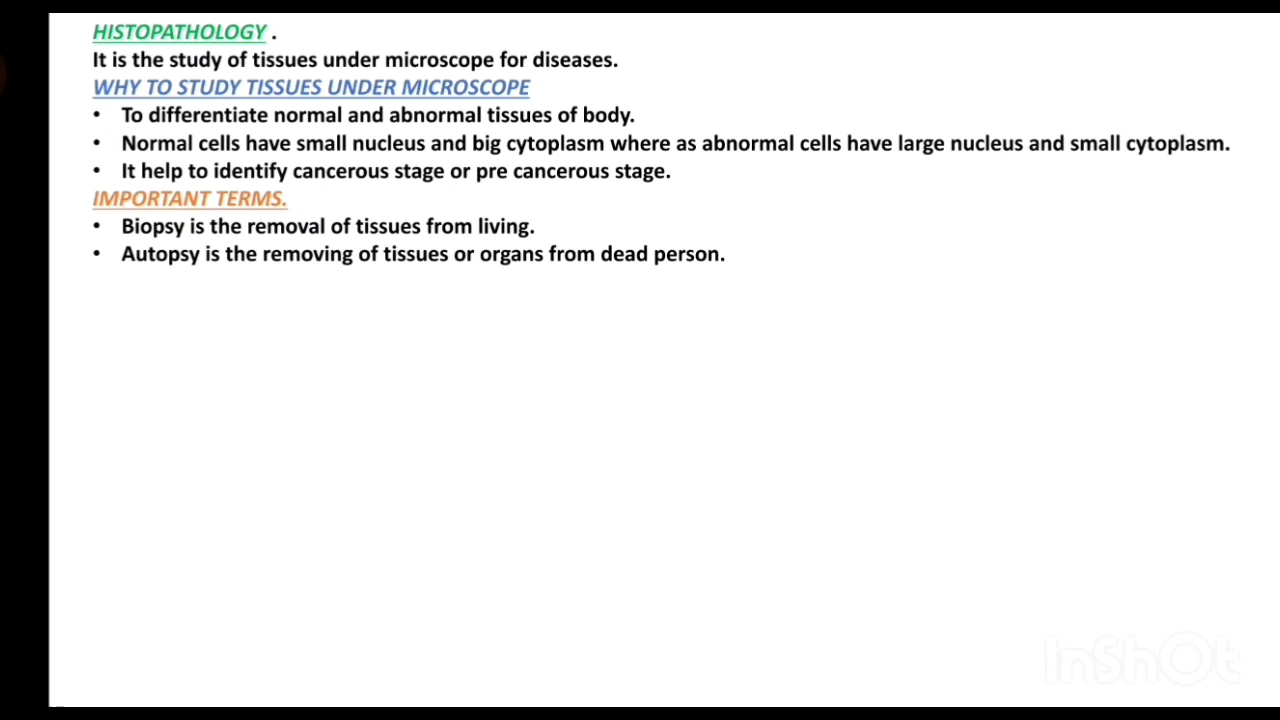 HISTOPATHOLOGY .
It is the study of tissues under microscope for diseases.
WHY TO STUDY TISSUES UNDER MICROSCOPE
• To differentiate normal and abnormal tissues of body.
• Normal cells have small nucleus and big cytoplasm where as abnormal cells have large nucleus and small cytoplasm.
• It help to identify cancerous stage or pre cancerous stage.
IMPORTANT TERMS.
• Biopsy is the removal of tissues from living.
• Autopsy is the removing of tissues or organs from dead person.
InShOt